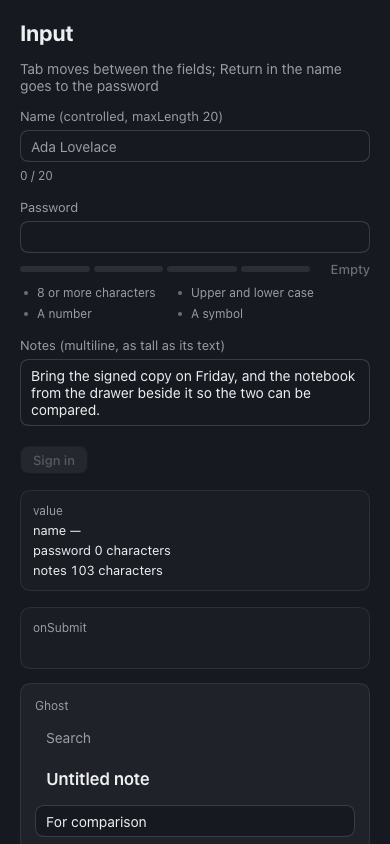 Input
Tab moves between the fields; Return in the name
goes to the password
Name (controlled, maxLength 20)
Ada Lovelace
0 / 20
Password
Empty
• 8 or more characters
• Upper and lower case
• A number
• A symbol
Notes (multiline, as tall as its text)
Bring the signed copy on Friday, and the notebook
from the drawer beside it so the two can be
compared.
Sign in
value
name —
password 0 characters
notes 103 characters
onSubmit
Ghost
Search
Untitled note
For comparison